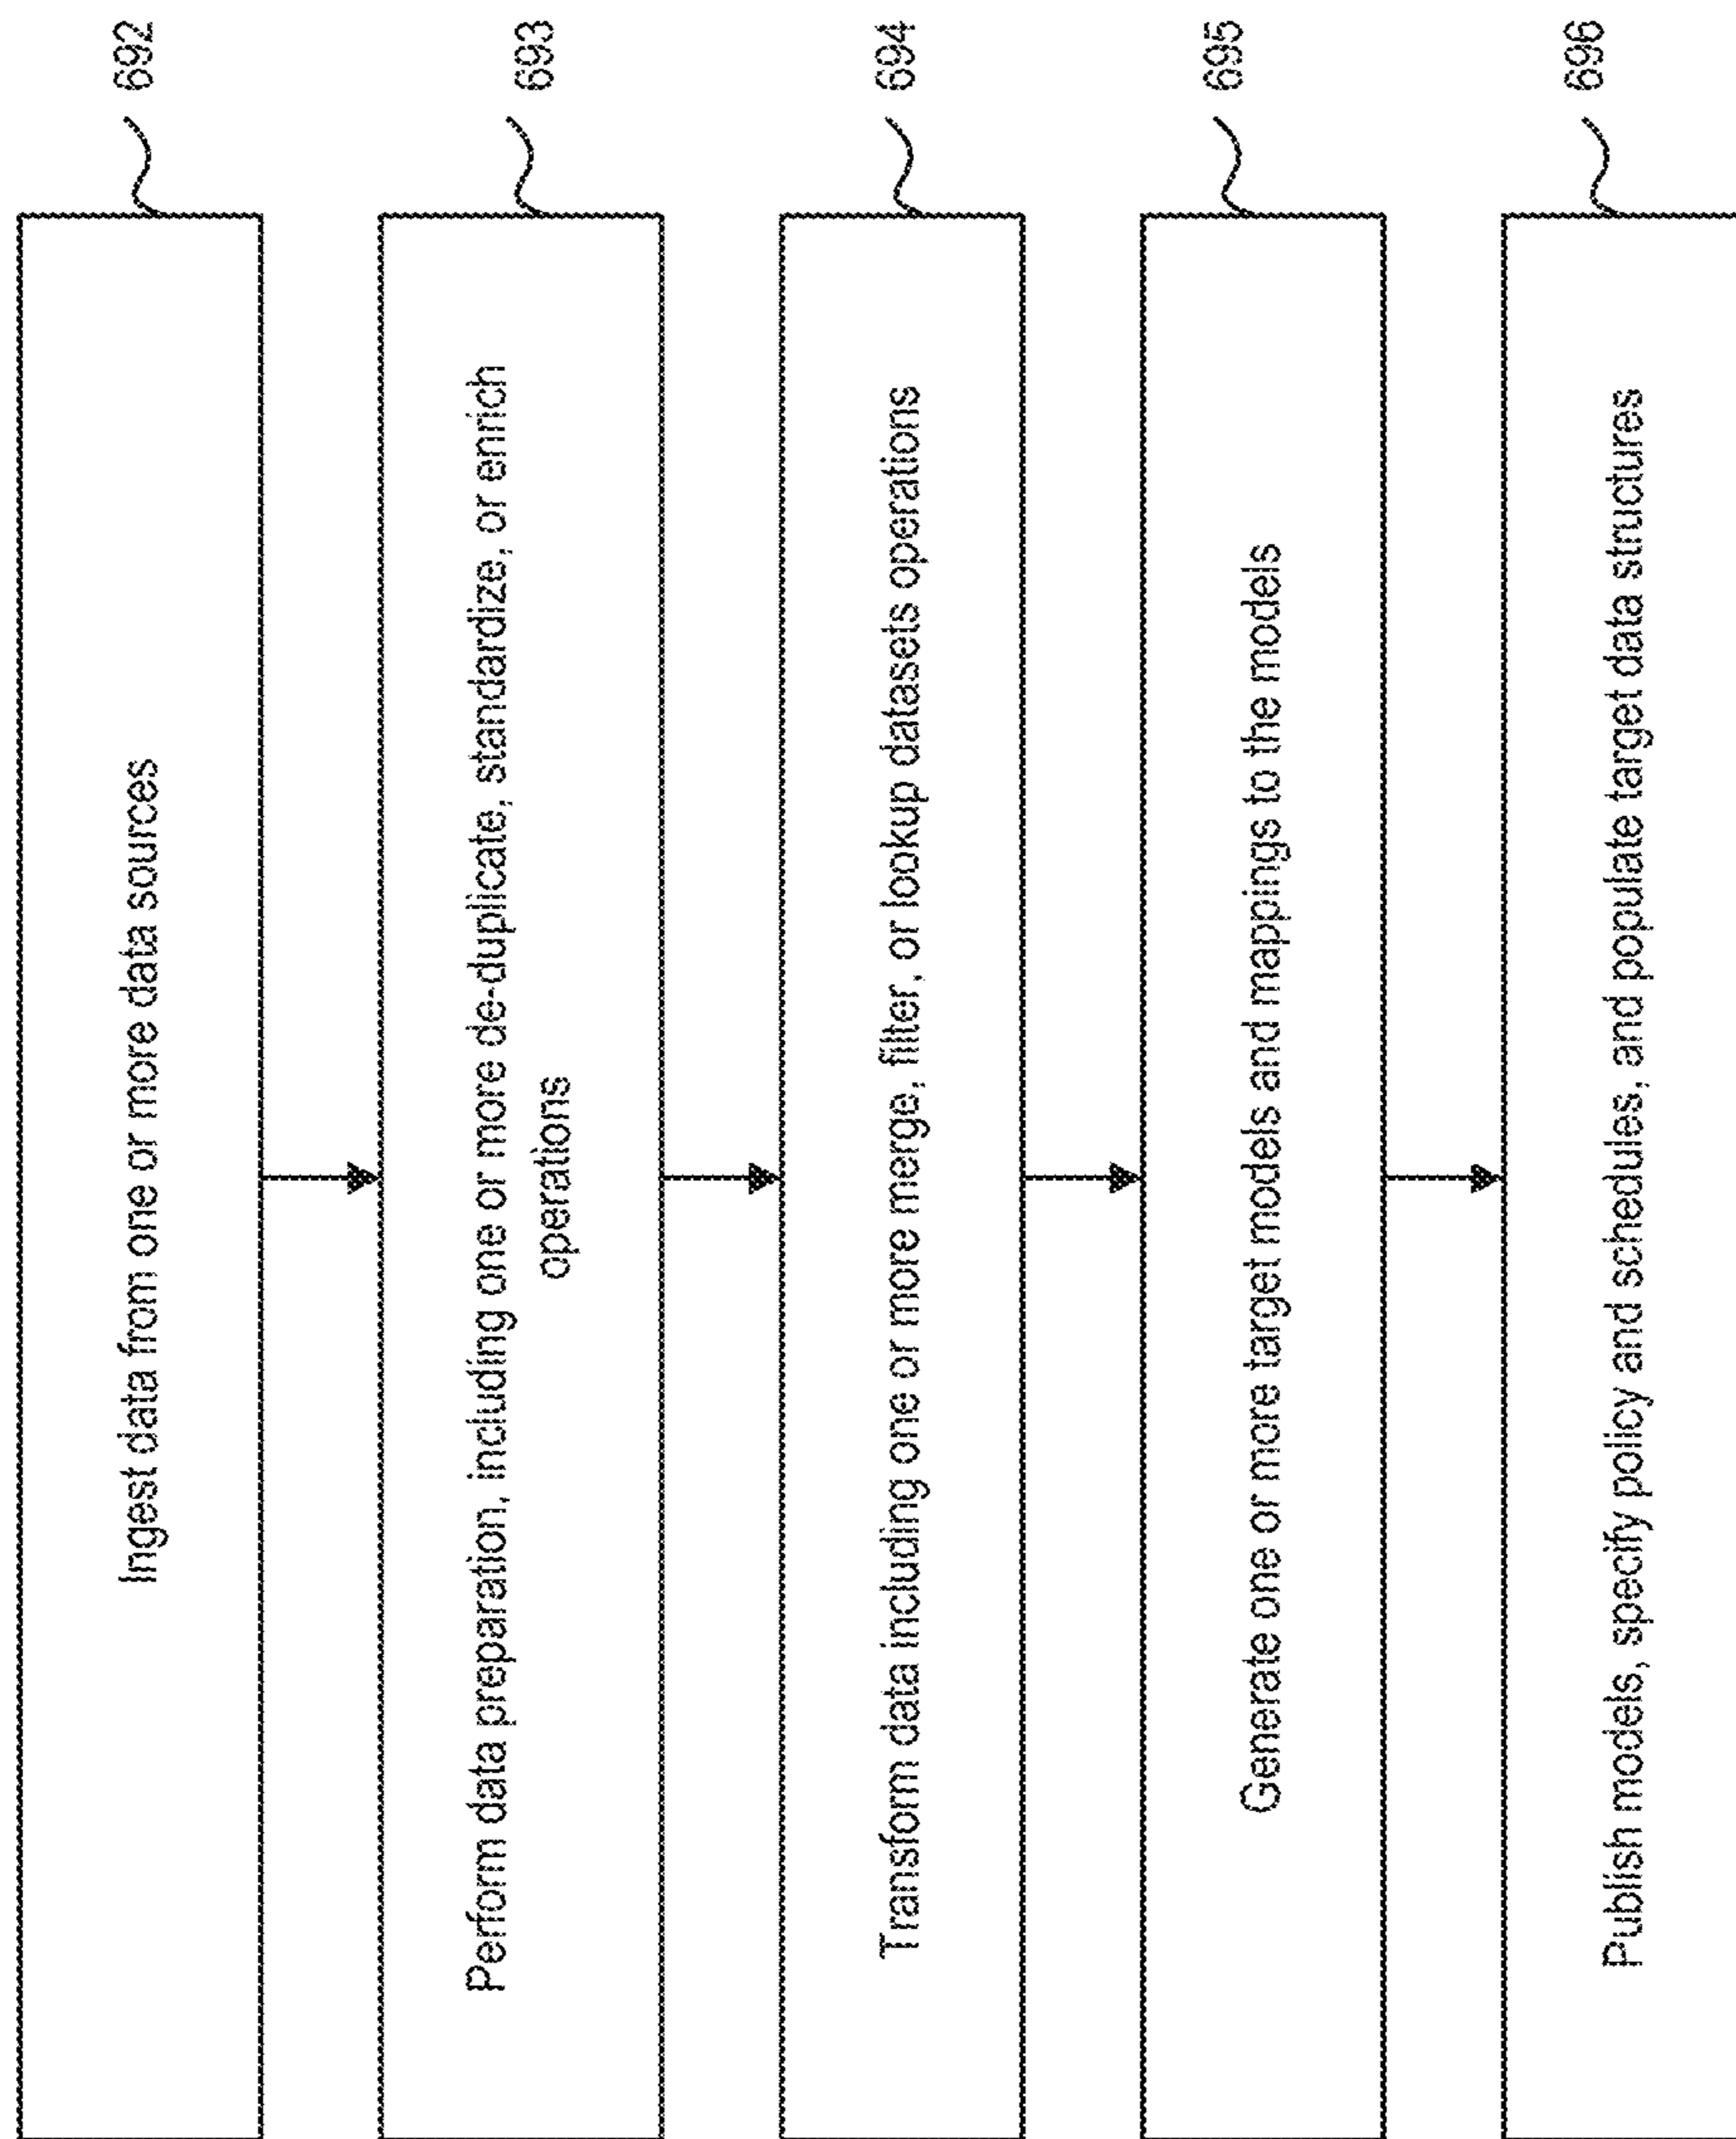 Ingest data from one or more data sources
692
Perform data preparation, including one or more de-duplicate, standardize, or enrich
operations
693
Transform data including one or more merge, filter, or lookup datasets operations
694
Generate one or more target models and mappings to the models
695
Publish models, specify policy and schedules, and populate target data structures
696